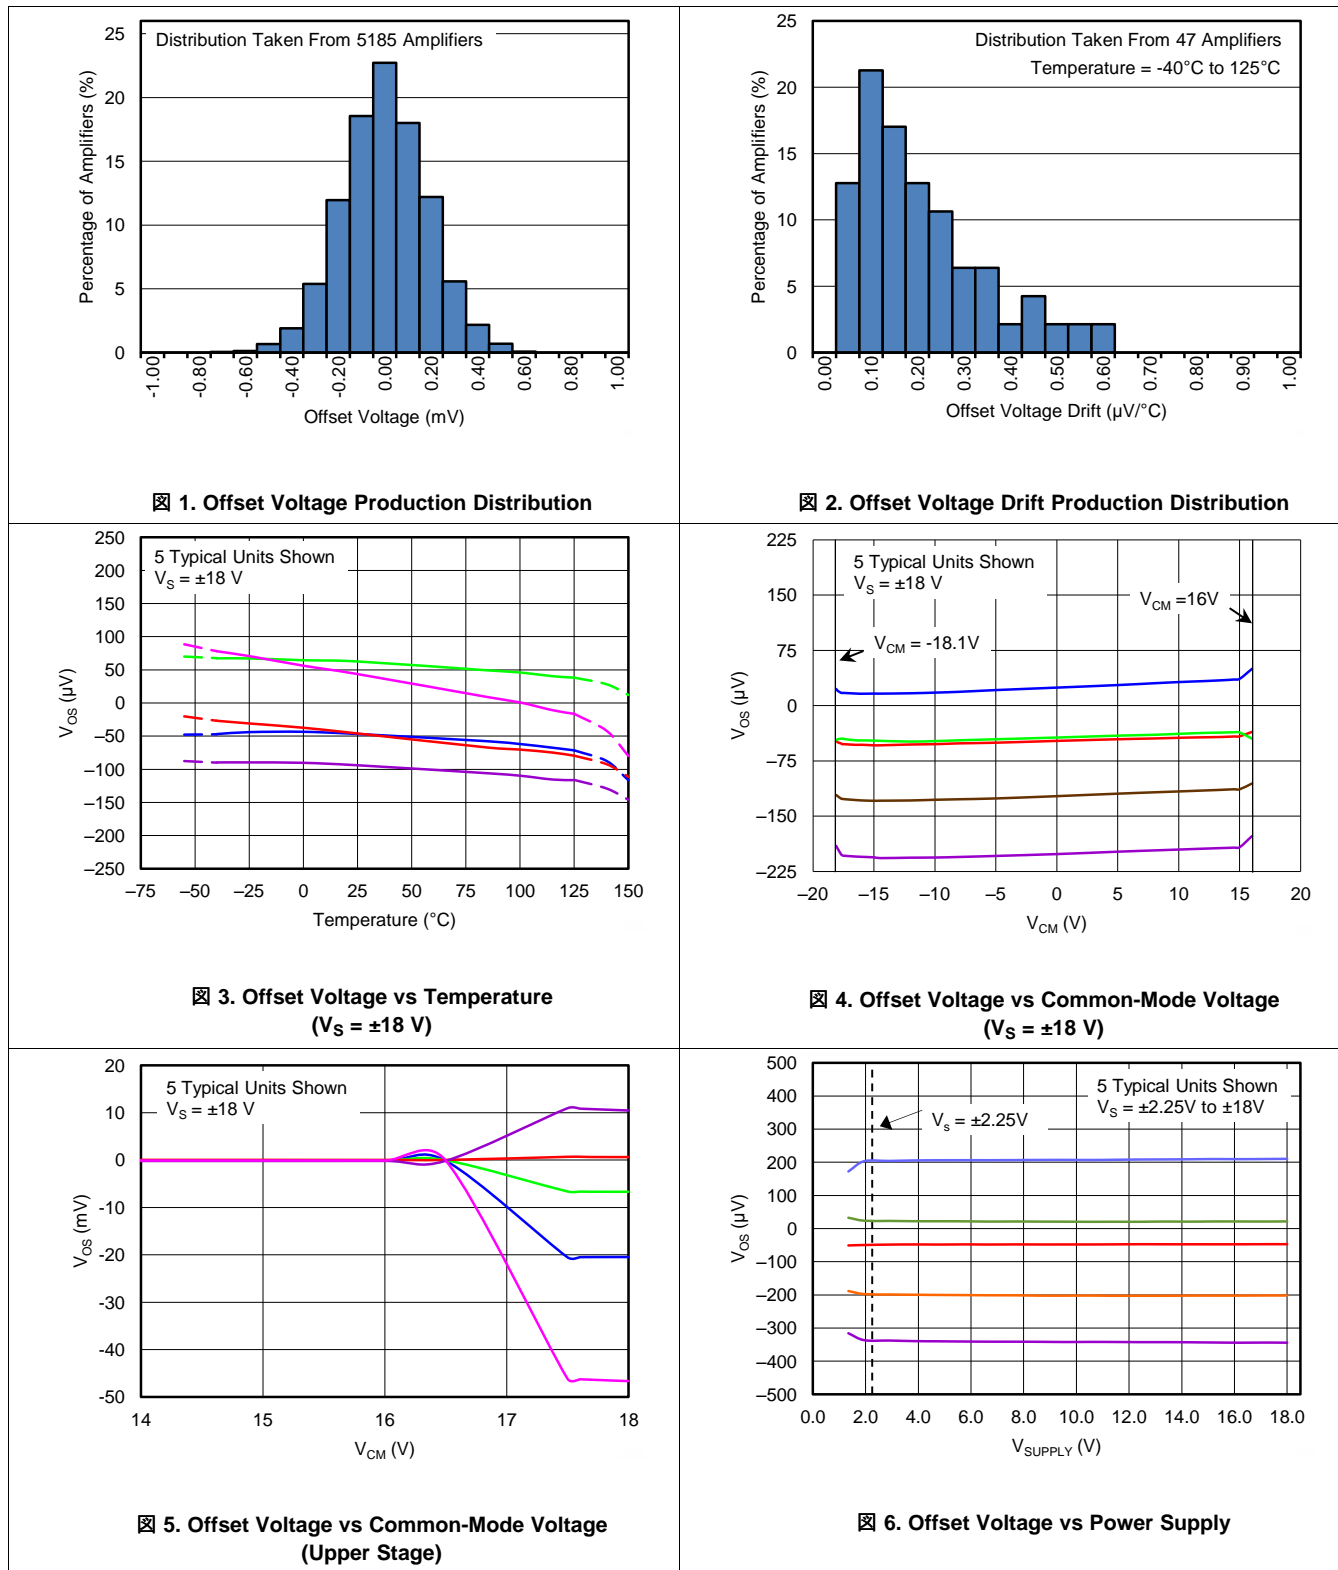 Distribution Taken From 5185 Amplifiers
Percentage of Amplifiers (%)
25
20
15
10
5
0
-1.00
-0.80
-0.60
-0.40
-0.20
0.00
0.20
0.40
0.60
0.80
1.00
Offset Voltage (mV)
図 1. Offset Voltage Production Distribution
Distribution Taken From 47 Amplifiers
Temperature = -40°C to 125°C
Percentage of Amplifiers (%)
25
20
15
10
5
0
0.00
0.10
0.20
0.30
0.40
0.50
0.60
0.70
0.80
0.90
1.00
Offset Voltage Drift (µV/°C)
図 2. Offset Voltage Drift Production Distribution
5 Typical Units Shown
VS = ±18 V
VOS (µV)
250
200
150
100
50
0
–50
–100
–150
–200
–250
–75 –50 –25 0 25 50 75 100 125 150
Temperature (°C)
図 3. Offset Voltage vs Temperature
(VS = ±18 V)
5 Typical Units Shown
VS = ±18 V
VCM =16V
VCM = -18.1V
VOS (µV)
225
150
75
0
–75
–150
–225
–20 –15 –10 –5 0 5 10 15 20
VCM (V)
図 4. Offset Voltage vs Common-Mode Voltage
(VS = ±18 V)
5 Typical Units Shown
VS = ±18 V
VOS (mV)
20
10
0
-10
-20
-30
-40
-50
14 15 16 17 18
VCM (V)
図 5. Offset Voltage vs Common-Mode Voltage
(Upper Stage)
5 Typical Units Shown
VS = ±2.25V to ±18V
Vs = ±2.25V
VOS (µV)
500
400
300
200
100
0
–100
–200
–300
–400
–500
0.0 2.0 4.0 6.0 8.0 10.0 12.0 14.0 16.0 18.0
VSUPPLY (V)
図 6. Offset Voltage vs Power Supply